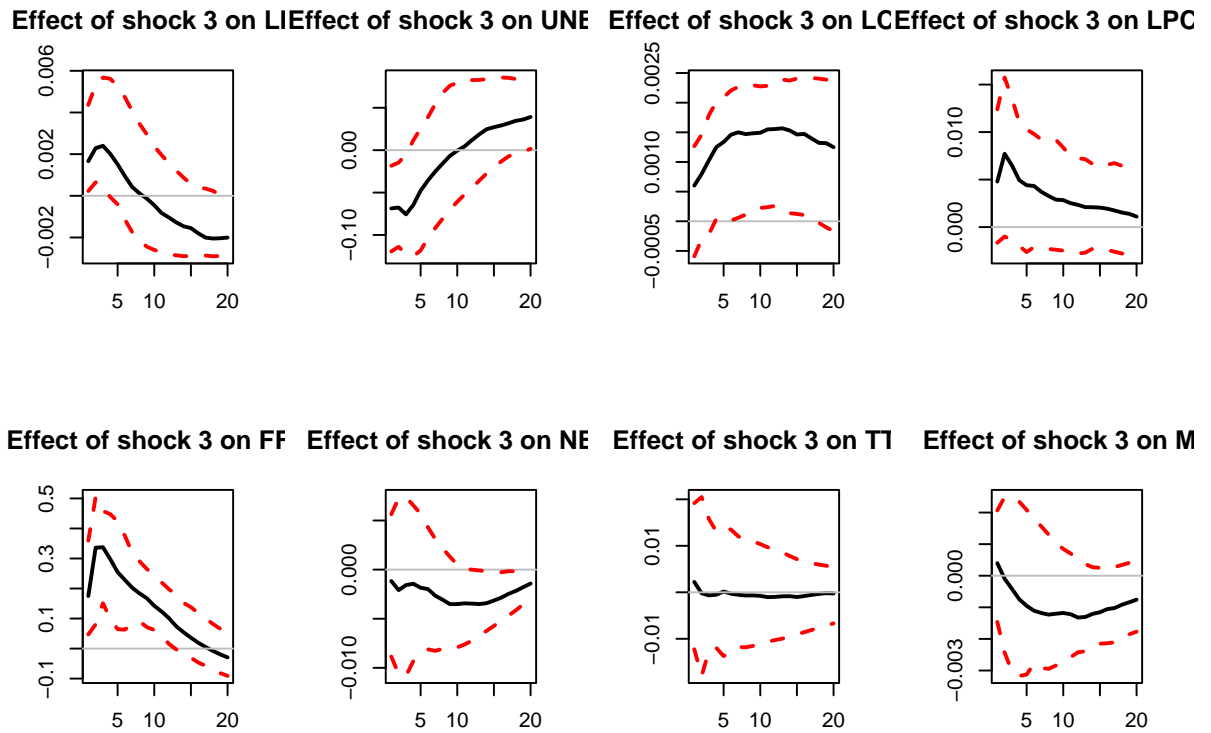 Effect of shock 3 on LI
Effect of shock 3 on UNE
Effect of shock 3 on LC
Effect of shock 3 on LPC
0.006
0.002
−0.002
5 10 20
0.00
−0.10
5 10 20
0.0025
0.0010
−0.0005
5 10 20
0.010
0.000
5 10 20
Effect of shock 3 on FF
Effect of shock 3 on NE
Effect of shock 3 on TT
Effect of shock 3 on M
0.5
0.3
0.1
−0.1
5 10 20
0.000
−0.010
5 10 20
0.01
−0.01
5 10 20
0.000
−0.003
5 10 20